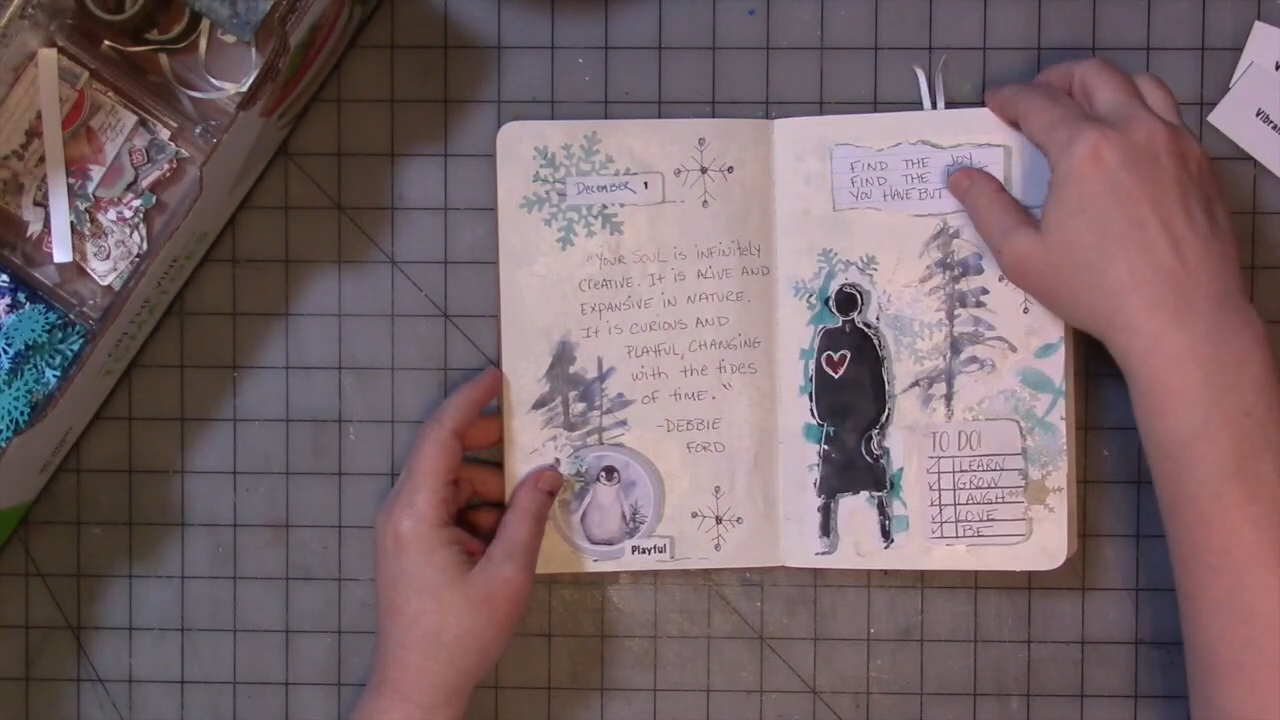 December 1
"YOUR SOUL IS INFINITELY
CREATIVE. IT IS ALIVE AND
EXPANSIVE IN NATURE.
IT IS CURIOUS AND
PLAYFUL, CHANGING
WITH THE TIDES
OF TIME."
-DEBBIE
FORD
Playful
FIND THE JOY.
FIND THE
YOU HAVE BUT
TO DO!
LEARN
GROW
LAUGH
LOVE
BE